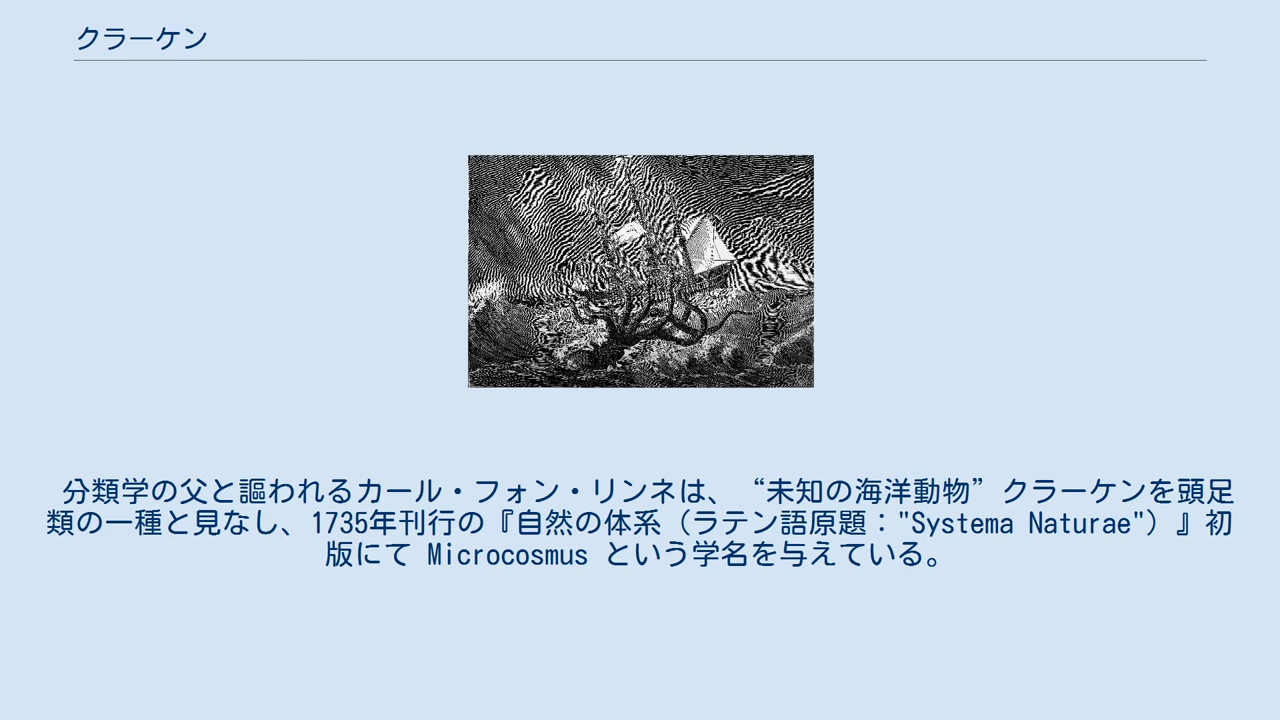 クラーケン
分類学の父と謳われるカール・フォン・リンネは、“未知の海洋動物”クラーケンを頭足
類の一種と見なし、1735年刊行の『自然の体系（ラテン語原題："Systema Naturae"）』初
版にて Microcosmus という学名を与えている。